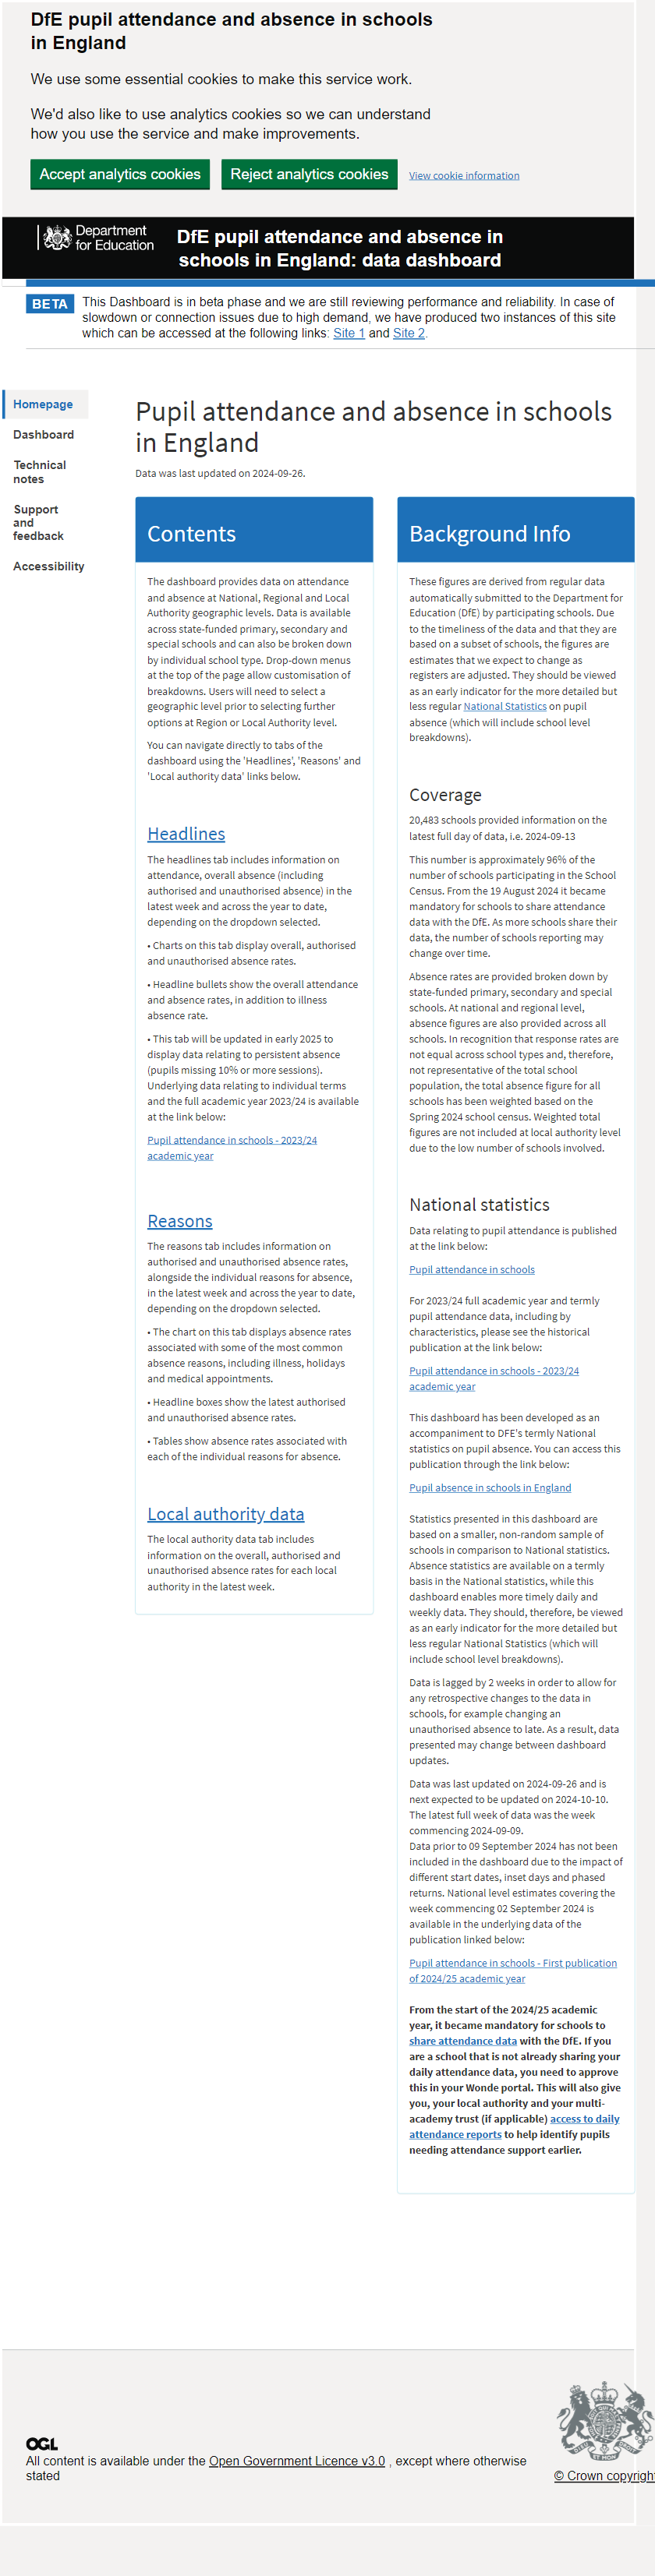 DfE pupil attendance and absence in schools
in England
We use some essential cookies to make this service work.
We'd also like to use analytics cookies so we can understand
how you use the service and make improvements.
Accept analytics cookies
Reject analytics cookies
View cookie information
Department
for Education
DfE pupil attendance and absence in
schools in England: data dashboard
BETA
This Dashboard is in beta phase and we are still reviewing performance and reliability. In case of
slowdown or connection issues due to high demand, we have produced two instances of this site
which can be accessed at the following links: Site 1 and Site 2.
Homepage
Dashboard
Technical
notes
Support
and
feedback
Accessibility
Pupil attendance and absence in schools
in England
Data was last updated on 2024-09-26.
Contents
The dashboard provides data on attendance
and absence at National, Regional and Local
Authority geographic levels. Data is available
across state-funded primary, secondary and
special schools and can also be broken down
by individual school type. Drop-down menus
at the top of the page allow customisation of
breakdowns. Users will need to select a
geographic level prior to selecting further
options at Region or Local Authority level.
You can navigate directly to tabs of the
dashboard using the 'Headlines', 'Reasons' and
'Local authority data' links below.
Headlines
The headlines tab includes information on
attendance, overall absence (including
authorised and unauthorised absence) in the
latest week and across the year to date,
depending on the dropdown selected.
• Charts on this tab display overall, authorised
and unauthorised absence rates.
• Headline bullets show the overall attendance
and absence rates, in addition to illness
absence rate.
• This tab will be updated in early 2025 to
display data relating to persistent absence
(pupils missing 10% or more sessions).
Underlying data relating to individual terms
and the full academic year 2023/24 is available
at the link below:
Pupil attendance in schools - 2023/24
academic year
Reasons
The reasons tab includes information on
authorised and unauthorised absence rates,
alongside the individual reasons for absence,
in the latest week and across the year to date,
depending on the dropdown selected.
• The chart on this tab displays absence rates
associated with some of the most common
absence reasons, including illness, holidays
and medical appointments.
• Headline boxes show the latest authorised
and unauthorised absence rates.
• Tables show absence rates associated with
each of the individual reasons for absence.
Local authority data
The local authority data tab includes
information on the overall, authorised and
unauthorised absence rates for each local
authority in the latest week.
Background Info
These figures are derived from regular data
automatically submitted to the Department for
Education (DfE) by participating schools. Due
to the timeliness of the data and that they are
based on a subset of schools, the figures are
estimates that we expect to change as
registers are adjusted. They should be viewed
as an early indicator for the more detailed but
less regular National Statistics on pupil
absence (which will include school level
breakdowns).
Coverage
20,483 schools provided information on the
latest full day of data, i.e. 2024-09-13
This number is approximately 96% of the
number of schools participating in the School
Census. From the 19 August 2024 it became
mandatory for schools to share attendance
data with the DfE. As more schools share their
data, the number of schools reporting may
change over time.
Absence rates are provided broken down by
state-funded primary, secondary and special
schools. At national and regional level,
absence figures are also provided across all
schools. In recognition that response rates are
not equal across school types and, therefore,
not representative of the total school
population, the total absence figure for all
schools has been weighted based on the
Spring 2024 school census. Weighted total
figures are not included at local authority level
due to the low number of schools involved.
National statistics
Data relating to pupil attendance is published
at the link below:
Pupil attendance in schools
For 2023/24 full academic year and termly
pupil attendance data, including by
characteristics, please see the historical
publication at the link below:
Pupil attendance in schools - 2023/24
academic year
This dashboard has been developed as an
accompaniment to DFE's termly National
statistics on pupil absence. You can access this
publication through the link below:
Pupil absence in schools in England
Statistics presented in this dashboard are
based on a smaller, non-random sample of
schools in comparison to National statistics.
Absence statistics are available on a termly
basis in the National statistics, while this
dashboard enables more timely daily and
weekly data. They should, therefore, be viewed
as an early indicator for the more detailed but
less regular National Statistics (which will
include school level breakdowns).
Data is lagged by 2 weeks in order to allow for
any retrospective changes to the data in
schools, for example changing an
unauthorised absence to late. As a result, data
presented may change between dashboard
updates.
Data was last updated on 2024-09-26 and is
next expected to be updated on 2024-10-10.
The latest full week of data was the week
commencing 2024-09-09.
Data prior to 09 September 2024 has not been
included in the dashboard due to the impact of
different start dates, inset days and phased
returns. National level estimates covering the
week commencing 02 September 2024 is
available in the underlying data of the
publication linked below:
Pupil attendance in schools - First publication
of 2024/25 academic year
From the start of the 2024/25 academic
year, it became mandatory for schools to
share attendance data with the DfE. If you
are a school that is not already sharing your
daily attendance data, you need to approve
this in your Wonde portal. This will also give
you, your local authority and your multi-
academy trust (if applicable) access to daily
attendance reports to help identify pupils
needing attendance support earlier.
OGL
All content is available under the Open Government Licence v3.0 , except where otherwise
stated
© Crown copyright